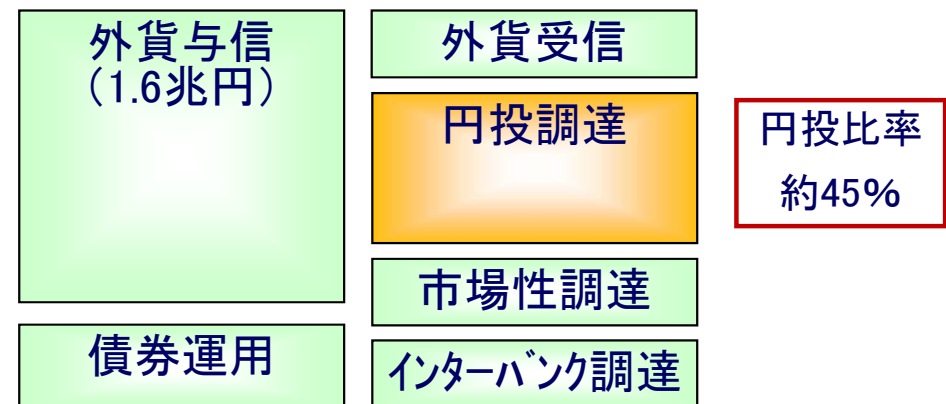 外貨与信
（1.6兆円）
債券運用
外貨受信
円投調達
市場性調達
インターバンク調達
円投比率
約45%